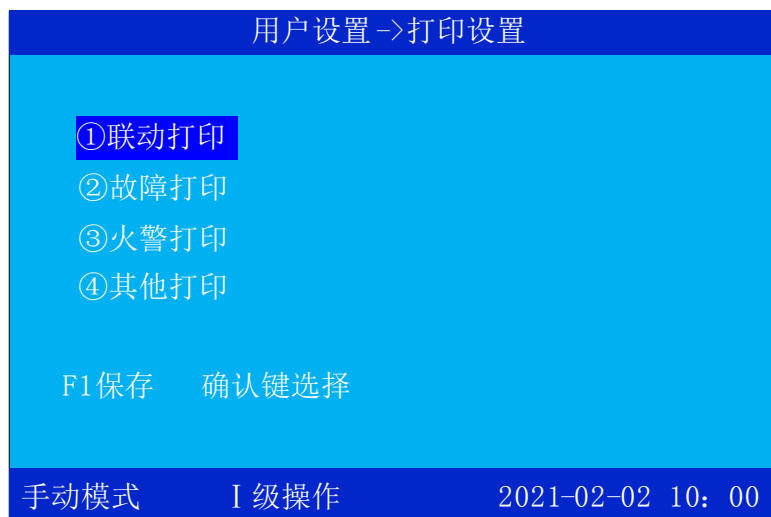 用户设置->打印设置
①联动打印
②故障打印
③火警打印
④其他打印
F1保存 确认键选择
手动模式 Ⅰ级操作 2021-02-02 10：00